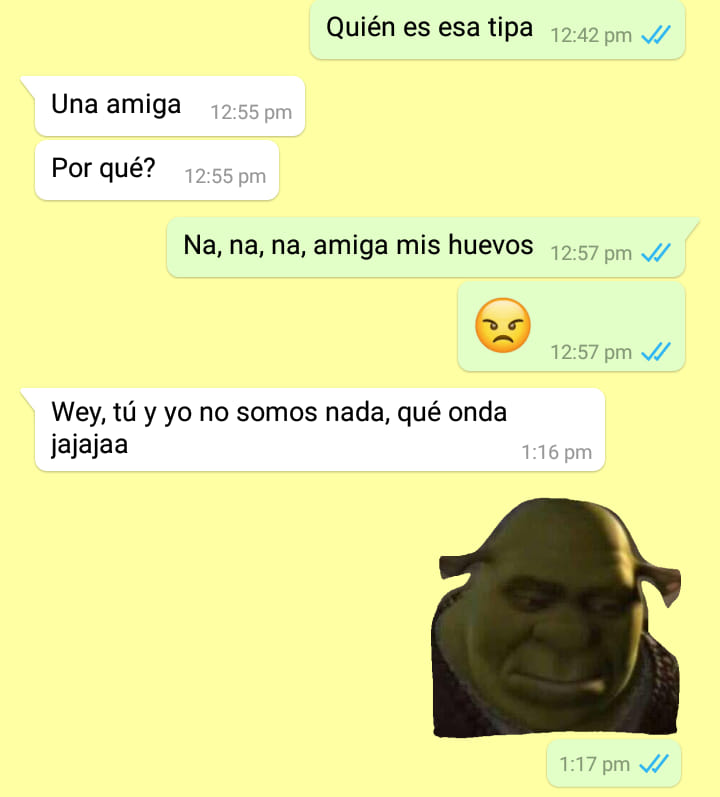 Quién es esa tipa 12:42 pm
Una amiga 12:55 pm
Por qué? 12:55 pm
Na, na, na, amiga mis huevos 12:57 pm
😠
12:57 pm
Wey, tú y yo no somos nada, qué onda
jajajaa
1:16 pm
1:17 pm